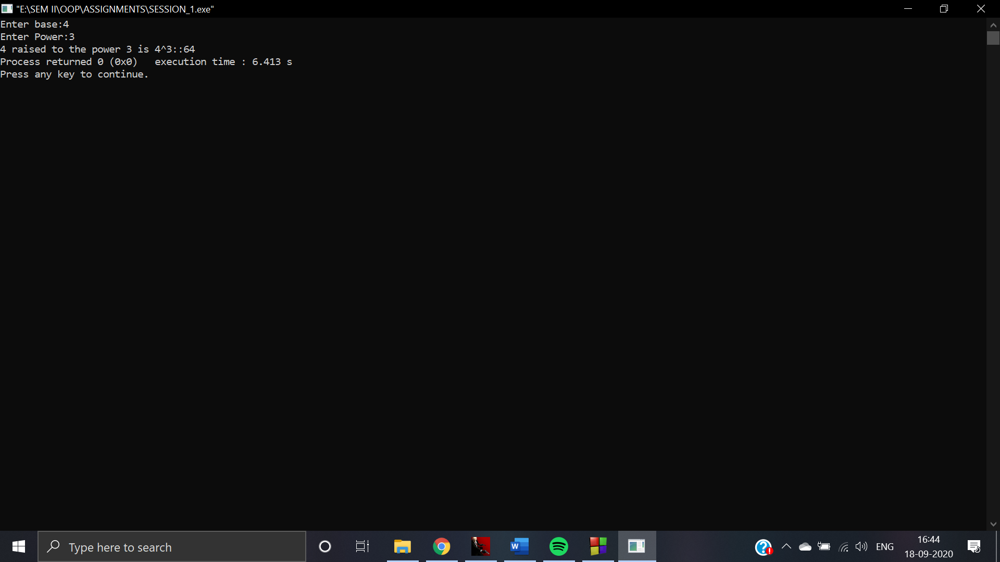 "E:\SEM II\OOP\ASSIGNMENTS\SESSION_1.exe"
Enter base:4
Enter Power:3
4 raised to the power 3 is 4^3::64
Process returned 0 (0x0)   execution time : 6.413 s
Press any key to continue.
Type here to search
W
?
!
ENG
16:44
18-09-2020